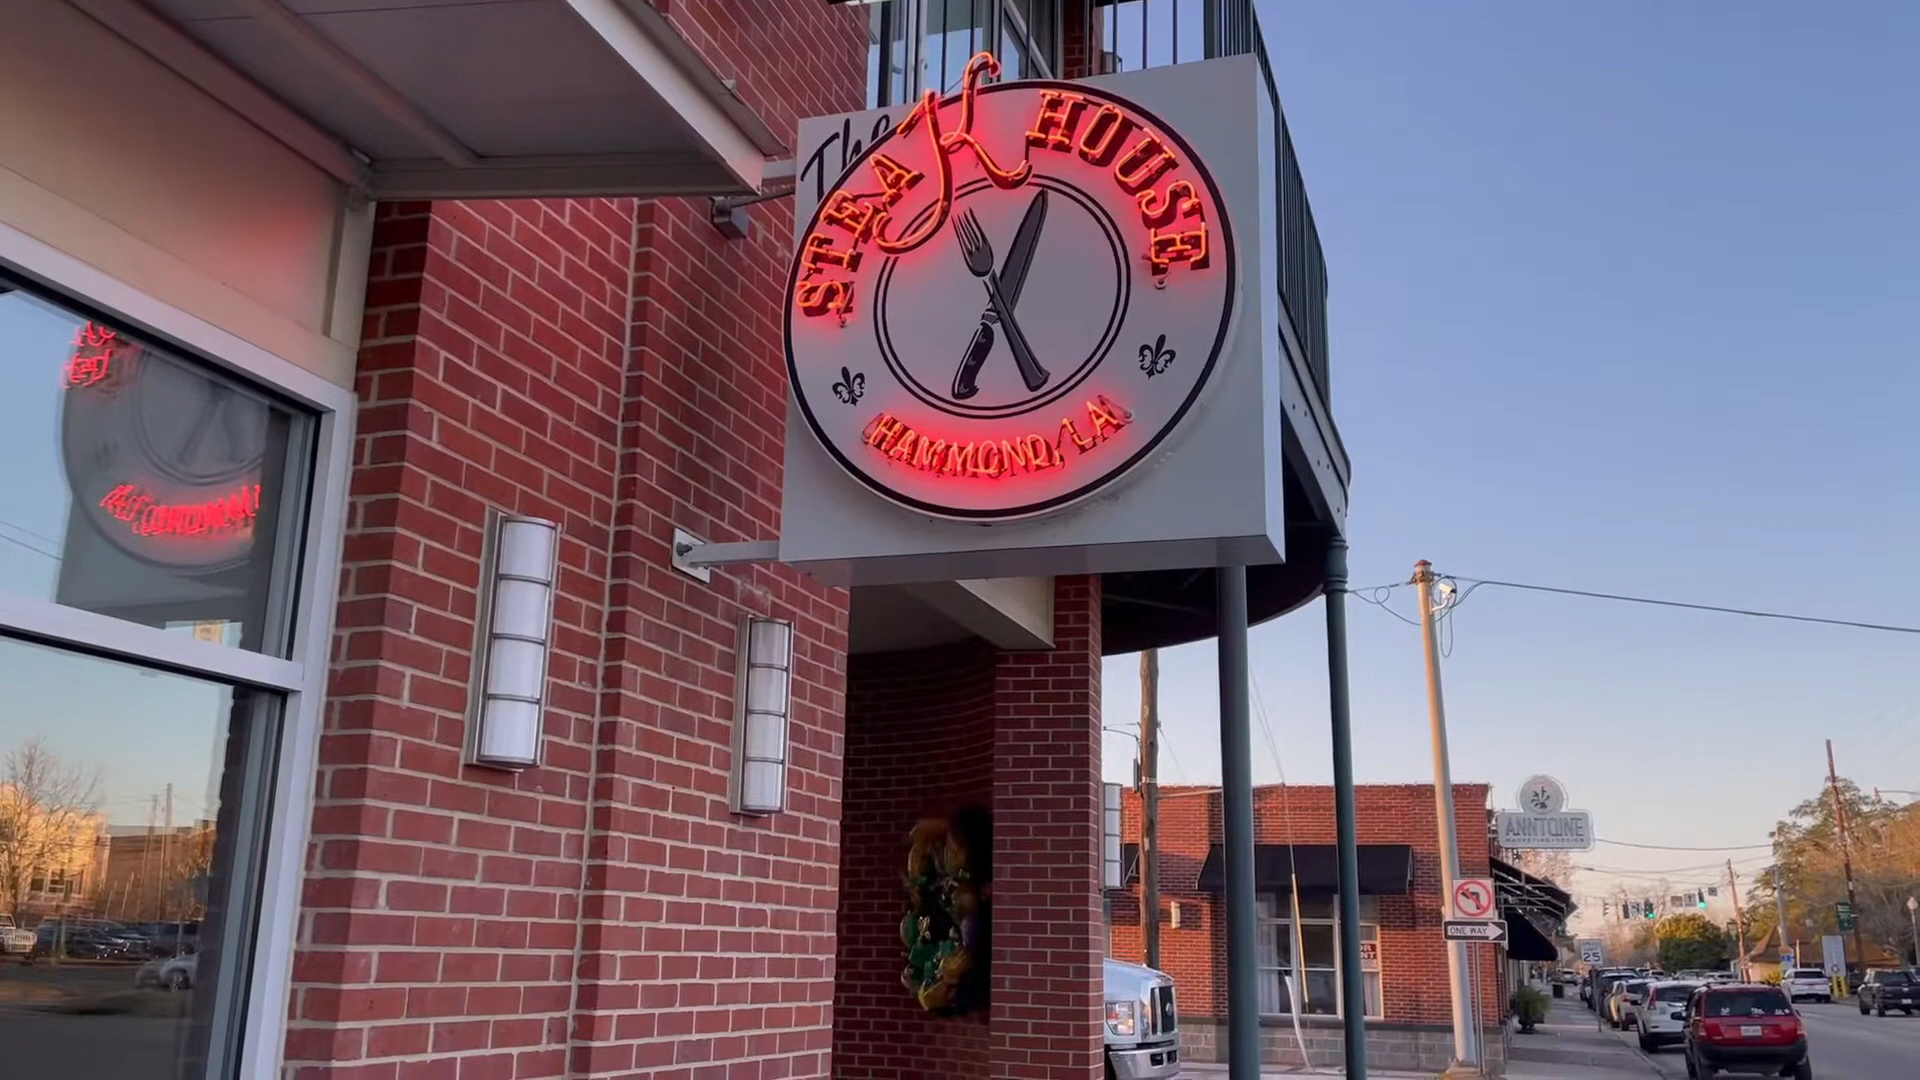 The
STEAK HOUSE
HAMMOND, LA
ANNTOINE
ONE WAY
25